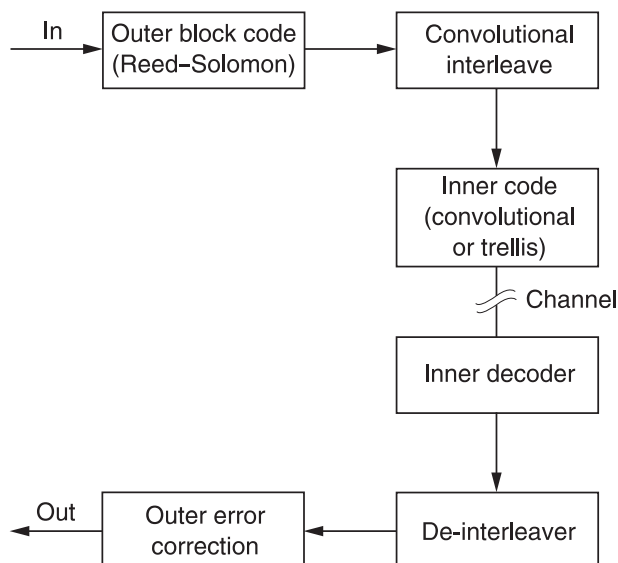 In
Outer block code
(Reed–Solomon)
Convolutional
interleave
Inner code
(convolutional
or trellis)
Channel
Inner decoder
De-interleaver
Outer error
correction
Out